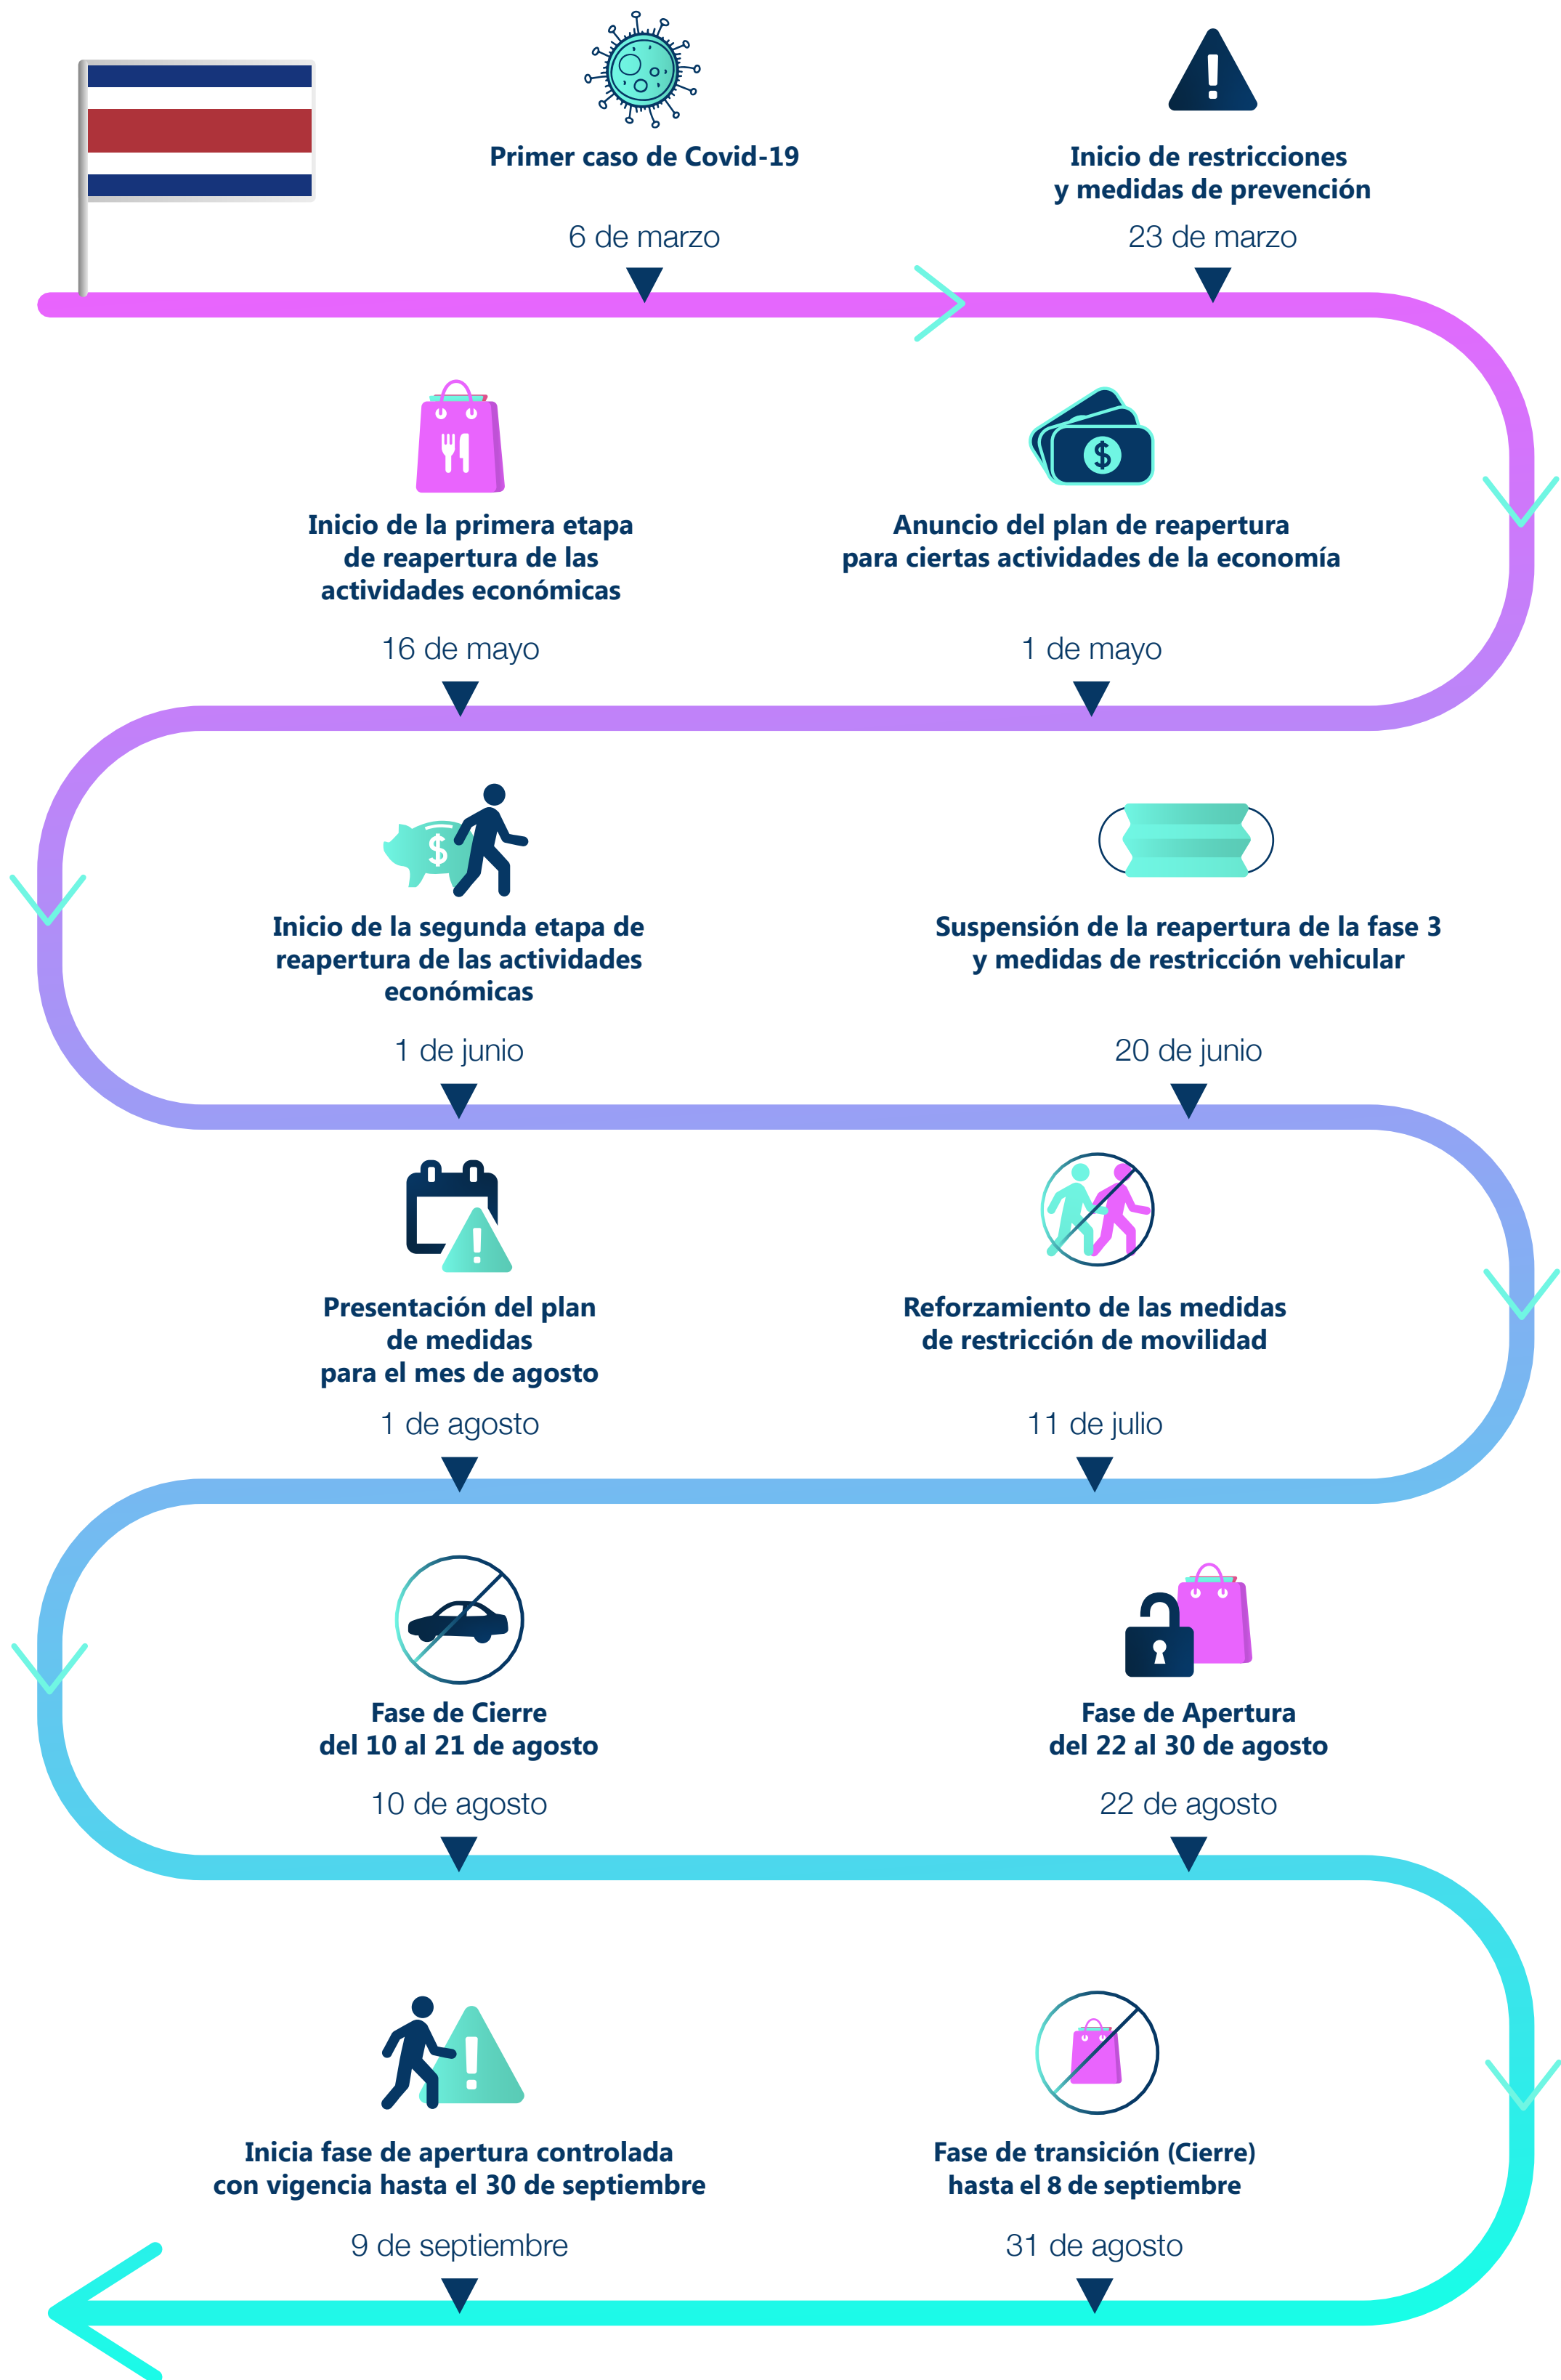 Primer caso de Covid-19
6 de marzo
Inicio de restricciones
y medidas de prevención
23 de marzo
Anuncio del plan de reapertura
para ciertas actividades de la economía
1 de mayo
Inicio de la primera etapa
de reapertura de las
actividades económicas
16 de mayo
Inicio de la segunda etapa de
reapertura de las actividades
económicas
1 de junio
Suspensión de la reapertura de la fase 3
y medidas de restricción vehicular
20 de junio
Reforzamiento de las medidas
de restricción de movilidad
11 de julio
Presentación del plan
de medidas
para el mes de agosto
1 de agosto
Fase de Cierre
del 10 al 21 de agosto
10 de agosto
Fase de Apertura
del 22 al 30 de agosto
22 de agosto
Fase de transición (Cierre)
hasta el 8 de septiembre
31 de agosto
Inicia fase de apertura controlada
con vigencia hasta el 30 de septiembre
9 de septiembre